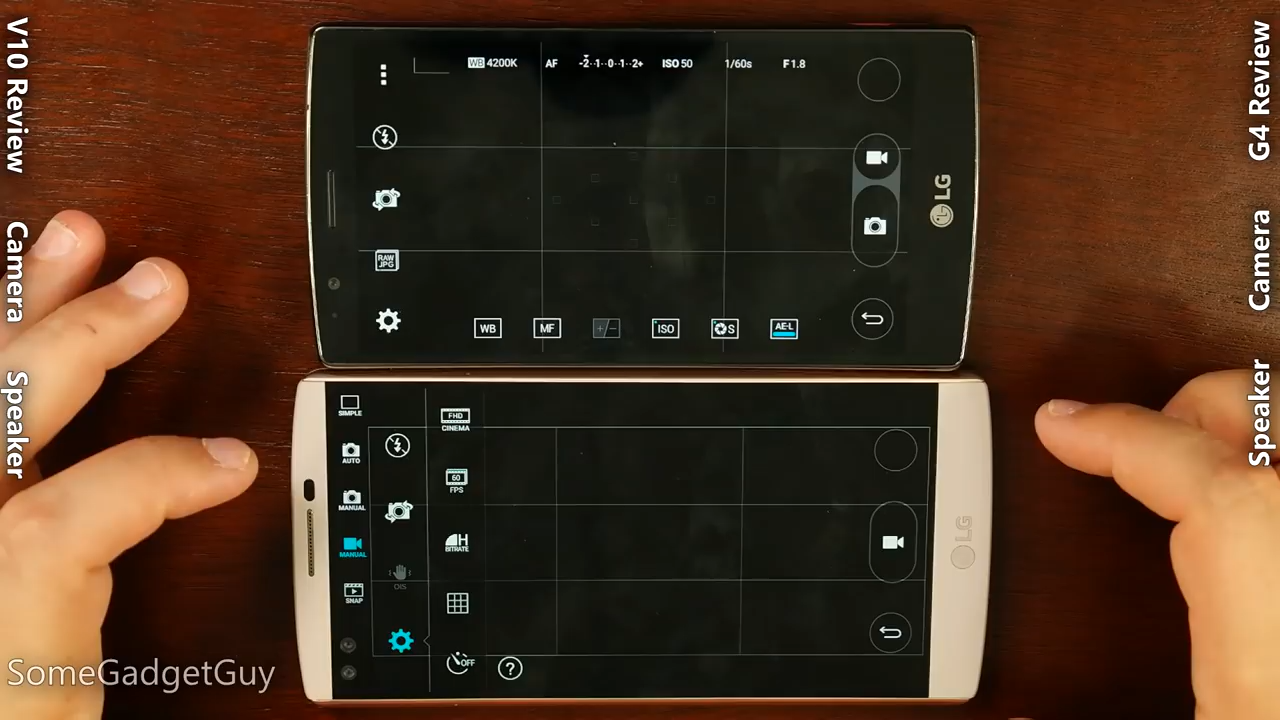 V10 Review
Camera
Speaker
G4 Review
Camera
Speaker
WB 4200K
AF
-2··1··0··1··2+
ISO 50
1/60s
F 1.8
RAW
JPG
WB
MF
+/-
ISO
S
AE-L
LG
SIMPLE
AUTO
MANUAL
MANUAL
SNAP
OIS
FHD
CINEMA
60
FPS
H
BITRATE
OFF
?
LG
SomeGadgetGuy